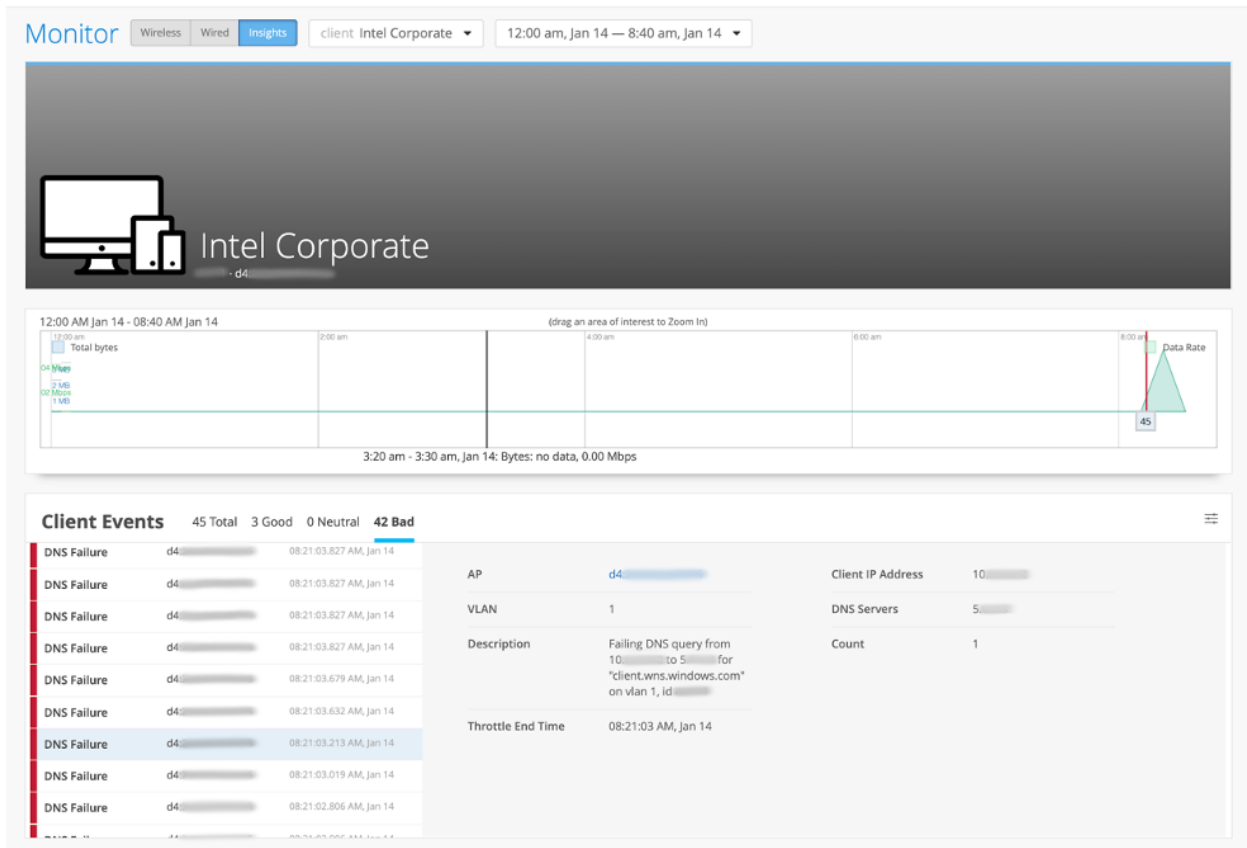 Monitor Wireless Wired Insights client Intel Corporate 12:00 am, Jan 14 — 8:40 am, Jan 14
Intel Corporate
- d4
12:00 AM Jan 14 - 08:40 AM Jan 14 (drag an area of interest to Zoom In)
12:00 am 2:00 am 4:00 am 6:00 am 8:00 am
Total bytes Data Rate
04 Mbps
2 MB
02 Mbps
1 MB
45
3:20 am - 3:30 am, Jan 14: Bytes: no data, 0.00 Mbps
Client Events 45 Total 3 Good 0 Neutral 42 Bad
DNS Failure d4: 08:21:03.827 AM, Jan 14
DNS Failure d4: 08:21:03.827 AM, Jan 14
DNS Failure d4: 08:21:03.827 AM, Jan 14
DNS Failure d4: 08:21:03.827 AM, Jan 14
DNS Failure d4: 08:21:03.679 AM, Jan 14
DNS Failure d4: 08:21:03.632 AM, Jan 14
DNS Failure d4: 08:21:03.213 AM, Jan 14
DNS Failure d4: 08:21:03.019 AM, Jan 14
DNS Failure d4: 08:21:02.806 AM, Jan 14
AP d4 Client IP Address 10
VLAN 1 DNS Servers 5.
Description Failing DNS query from Count 1
10 to 5 for
"client.wns.windows.com"
on vlan 1, id
Throttle End Time 08:21:03 AM, Jan 14